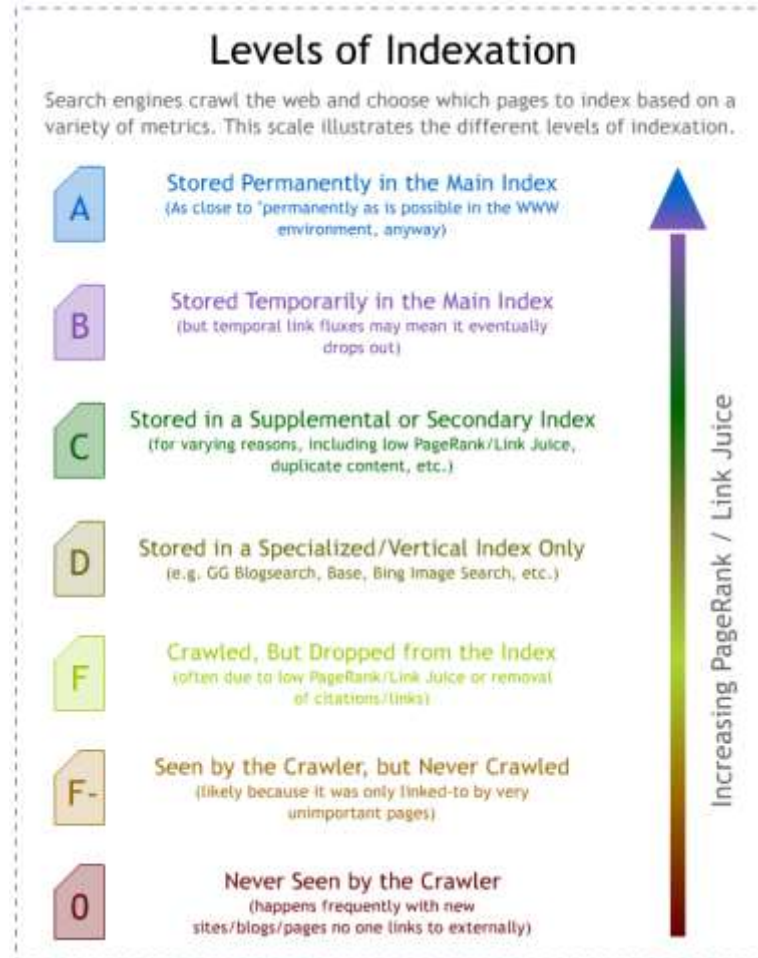 Levels of Indexation
Search engines crawl the web and choose which pages to index based on a
variety of metrics. This scale illustrates the different levels of indexation.
A
Stored Permanently in the Main Index
(As close to "permanently as is possible in the WWW
environment, anyway)
B
Stored Temporarily in the Main Index
(but temporal link fluxes may mean it eventually
drops out)
C
Stored in a Supplemental or Secondary Index
(for varying reasons, including low PageRank/Link Juice,
duplicate content, etc.)
D
Stored in a Specialized/Vertical Index Only
(e.g. GG Blogsearch, Base, Bing Image Search, etc.)
F
Crawled, But Dropped from the Index
(often due to low PageRank/Link Juice or removal
of citations/links)
F-
Seen by the Crawler, but Never Crawled
(likely because it was only linked-to by very
unimportant pages)
0
Never Seen by the Crawler
(happens frequently with new
sites/blogs/pages no one links to externally)
Increasing PageRank / Link Juice